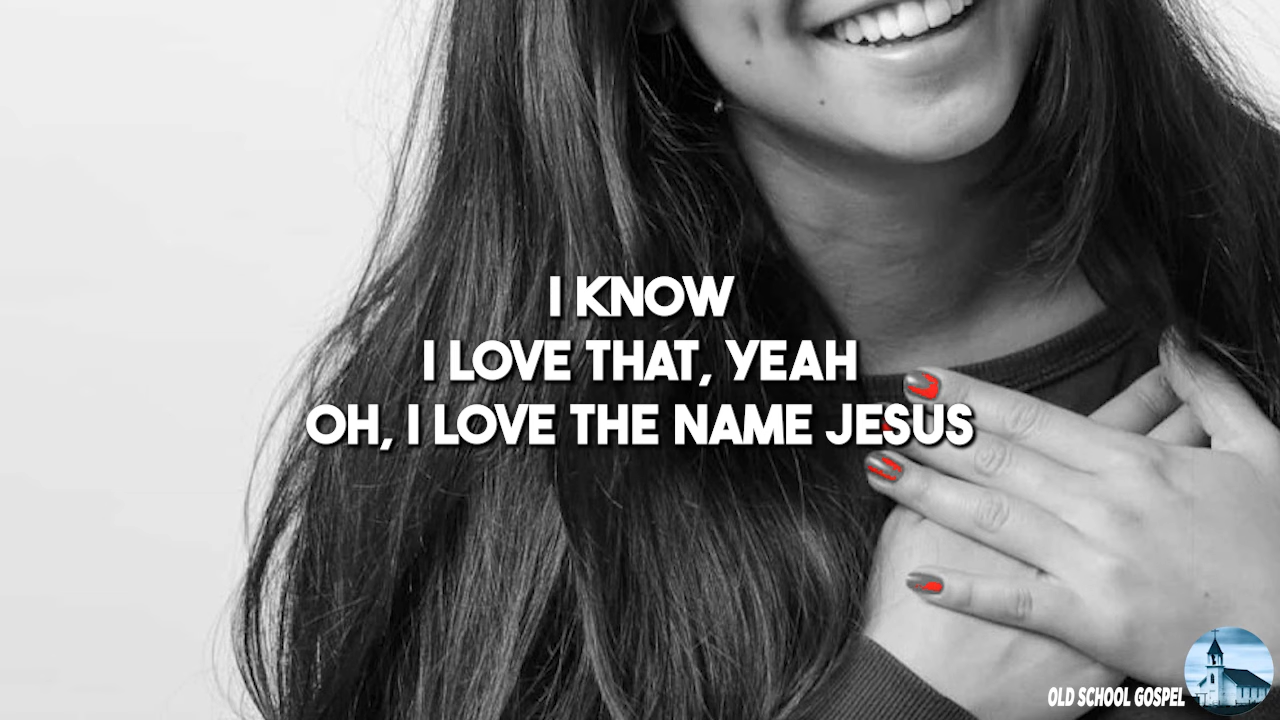 I KNOW
I LOVE THAT, YEAH
OH, I LOVE THE NAME JESUS
OLD SCHOOL GOSPEL